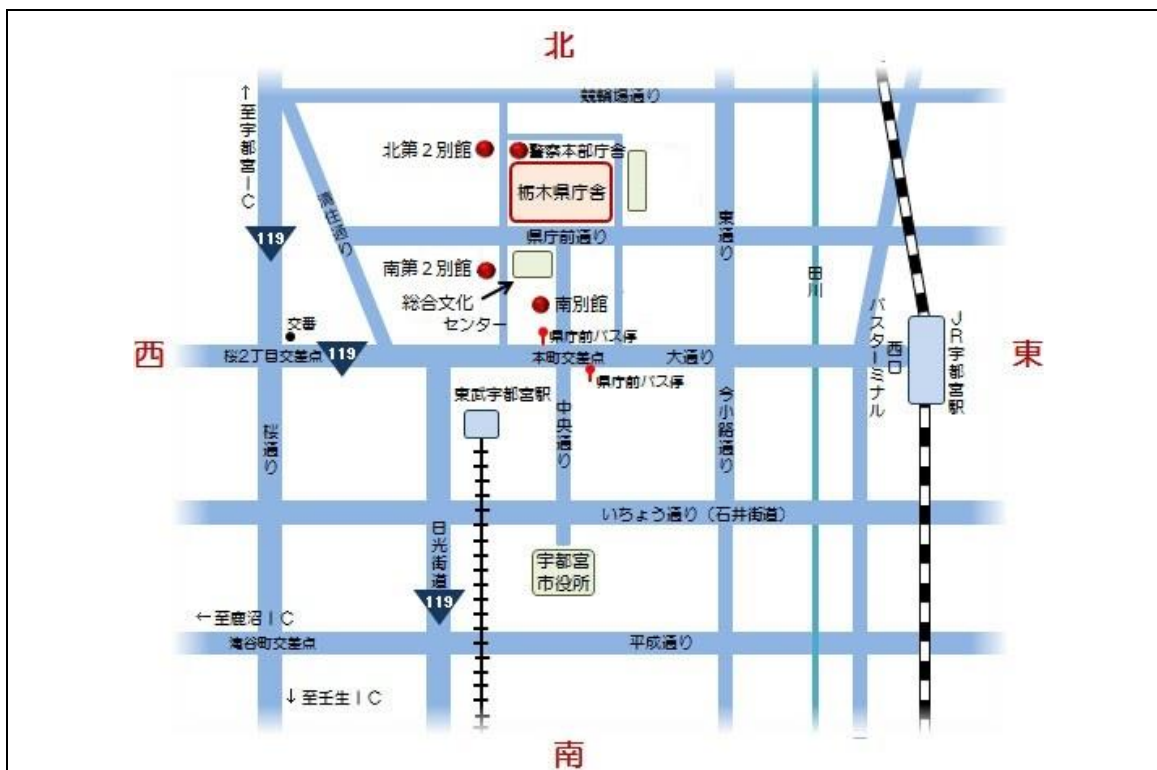 北
競輪場通り
↑至宇都宮IC
北第2別館
警察本部庁舎
栃木県庁舎
清住街り
東通り
119
県庁前通り
南第2別館
田川
総合文化
センター
南別館
交番
県庁前バス停
バスターミナル
西口
JR宇都宮駅
西
桜2丁目交差点
119
本町交差点
大通り
東
県庁前バス停
東武宇都宮駅
中央通り
今小路通り
桜通り
いちょう通り(石井街道)
日光街道
宇都宮
市役所
119
←至鹿沼IC
滝谷町交差点
平成通り
↓至壬生IC
南